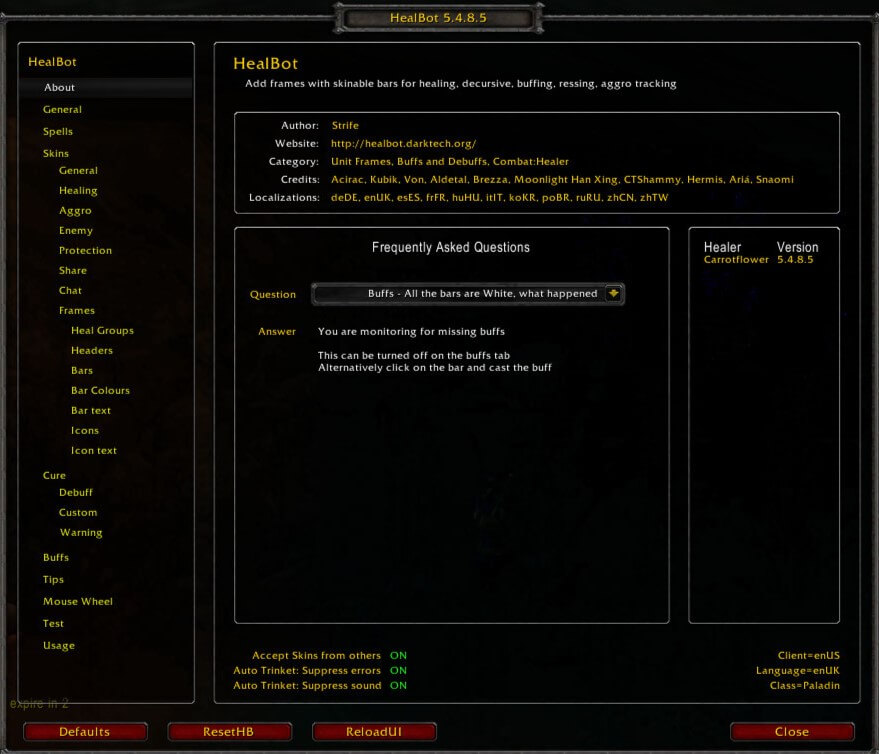 HealBot 5.4.8.5
HealBot
About
General
Spells
Skins
General
Healing
Aggro
Enemy
Protection
Share
Chat
Frames
Heal Groups
Headers
Bars
Bar Colours
Bar text
Icons
Icon text
Cure
Debuff
Custom
Warning
Buffs
Tips
Mouse Wheel
Test
Usage
HealBot
Add frames with skinable bars for healing, decursive, buffing, ressing, aggro tracking
Author: Strife
Website: http://healbot.darktech.org/
Category: Unit Frames, Buffs and Debuffs, Combat:Healer
Credits: Acirac, Kubik, Von, Aldetal, Brezza, Moonlight Han Xing, CTShammy, Hermis, Ariá, Snaomi
Localizations: deDE, enUK, esES, frFR, huHU, itIT, koKR, poBR, ruRU, zhCN, zhTW
Frequently Asked Questions
Question Buffs - All the bars are White, what happened
Answer You are monitoring for missing buffs
This can be turned off on the buffs tab
Alternatively click on the bar and cast the buff
Healer Version
Carrotflower 5.4.8.5
Accept Skins from others ON
Auto Trinket: Suppress errors ON
Auto Trinket: Suppress sound ON
Client=enUS
Language=enUK
Class=Paladin
expire in 2
Defaults
ResetHB
ReloadUI
Close